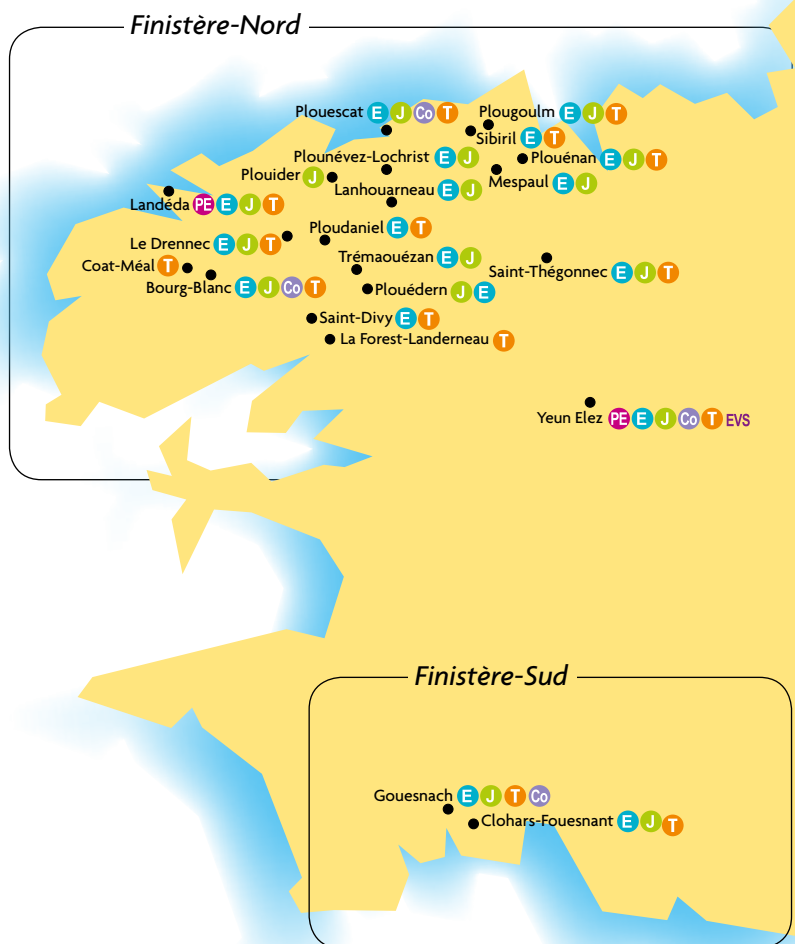 Finistère-Nord
Plouescat E J Co T
Plougoulm E J T
Sibiril E T
Plounévez-Lochrist E J
Plouénan E J T
Plouider J
Lanhouarneau E J
Mespaul E J
Landéda PE E J T
Ploudaniel E T
Le Drennec E J T
Trémaouézan E J
Coat-Méal T
Saint-Thégonnec E J T
Bourg-Blanc E J Co T
Plouédern J E
Saint-Divy E T
La Forest-Landerneau T
Yeun Elez PE E J Co T EVS
Finistère-Sud
Gouesnach E J T Co
Clohars-Fouesnant E J T